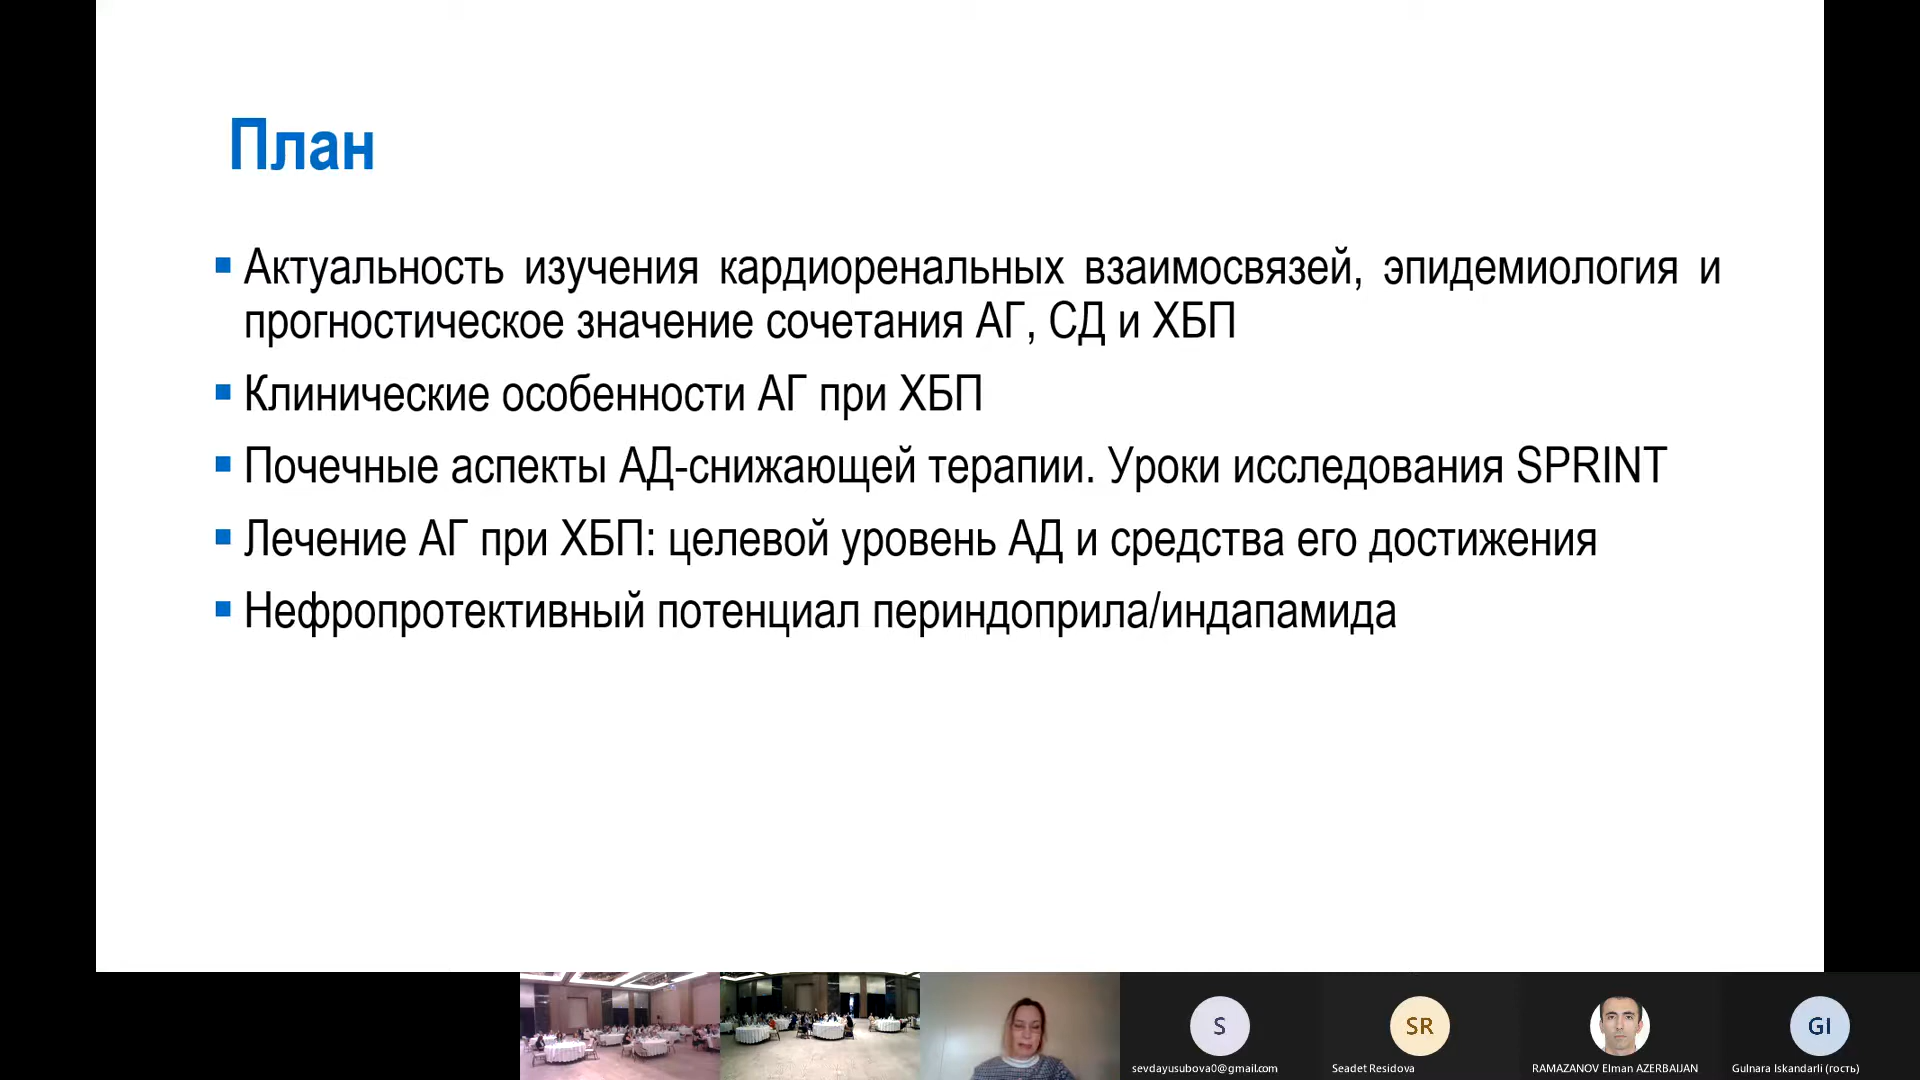 План
Актуальность изучения кардиоренальных взаимосвязей, эпидемиология и
прогностическое значение сочетания АГ, СД и ХБП
Клинические особенности АГ при ХБП
Почечные аспекты АД-снижающей терапии. Уроки исследования SPRINT
Лечение АГ при ХБП: целевой уровень АД и средства его достижения
Нефропротективный потенциал периндоприла/индапамида
S
SR
GI
sevdayusubova0@gmail.com
Seadet Residova
RAMAZANOV Elman AZERBAIJAN
Gulnara Iskandarli (гость)